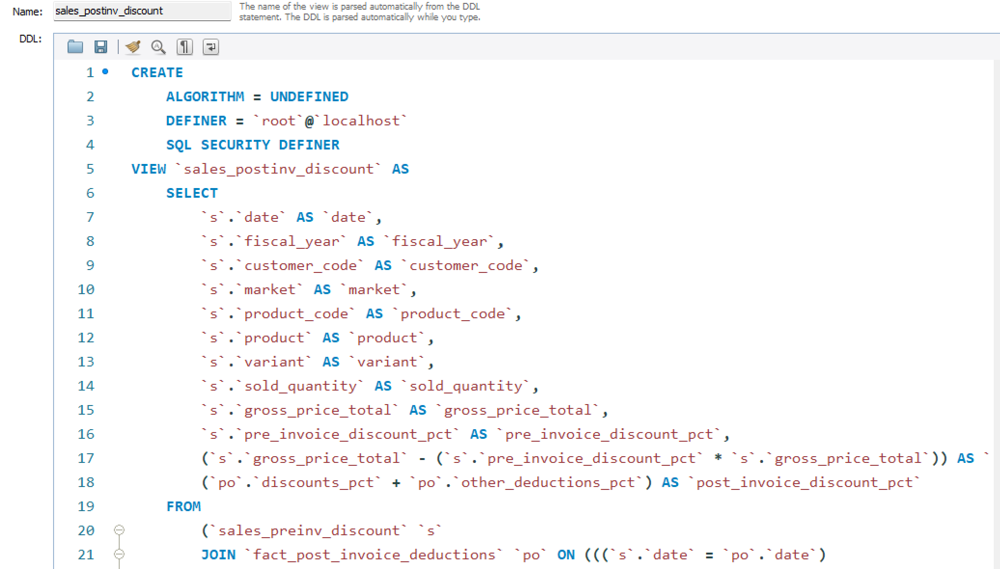 Name: sales_postinv_discount The name of the view is parsed automatically from the DDL
statement. The DDL is parsed automatically while you type.
DDL:
1 CREATE
2 ALGORITHM = UNDEFINED
3 DEFINER = `root`@`localhost`
4 SQL SECURITY DEFINER
5 VIEW `sales_postinv_discount` AS
6 SELECT
7 `s`.`date` AS `date`,
8 `s`.`fiscal_year` AS `fiscal_year`,
9 `s`.`customer_code` AS `customer_code`,
10 `s`.`market` AS `market`,
11 `s`.`product_code` AS `product_code`,
12 `s`.`product` AS `product`,
13 `s`.`variant` AS `variant`,
14 `s`.`sold_quantity` AS `sold_quantity`,
15 `s`.`gross_price_total` AS `gross_price_total`,
16 `s`.`pre_invoice_discount_pct` AS `pre_invoice_discount_pct`,
17 (`s`.`gross_price_total` - (`s`.`pre_invoice_discount_pct` * `s`.`gross_price_total`)) AS `
18 (`po`.`discounts_pct` + `po`.`other_deductions_pct`) AS `post_invoice_discount_pct`
19 FROM
20 (`sales_preinv_discount` `s`
21 JOIN `fact_post_invoice_deductions` `po` ON (((`s`.`date` = `po`.`date`)